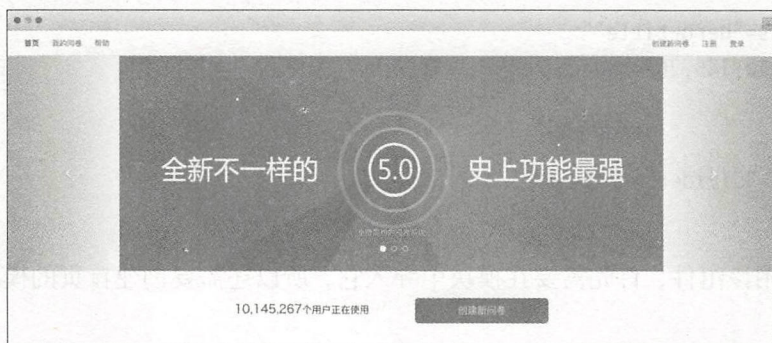 首页 我的问卷 帮助
创建新问卷 注册 登录
全新不一样的
5.0
史上功能最强
10,145,267个用户正在使用
创建新问卷